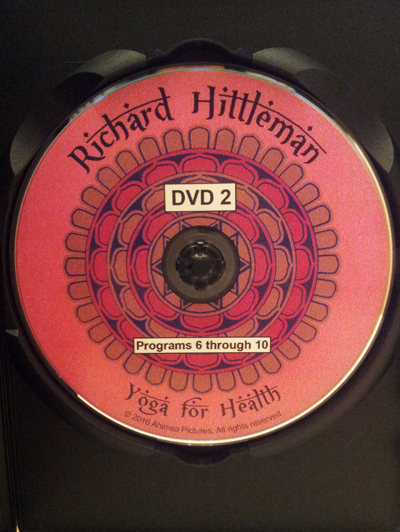 Richard Hittleman
DVD 2
Programs 6 through 10
Yoga for Health
© 2016 Ahimsa Pictures. All rights reserved.